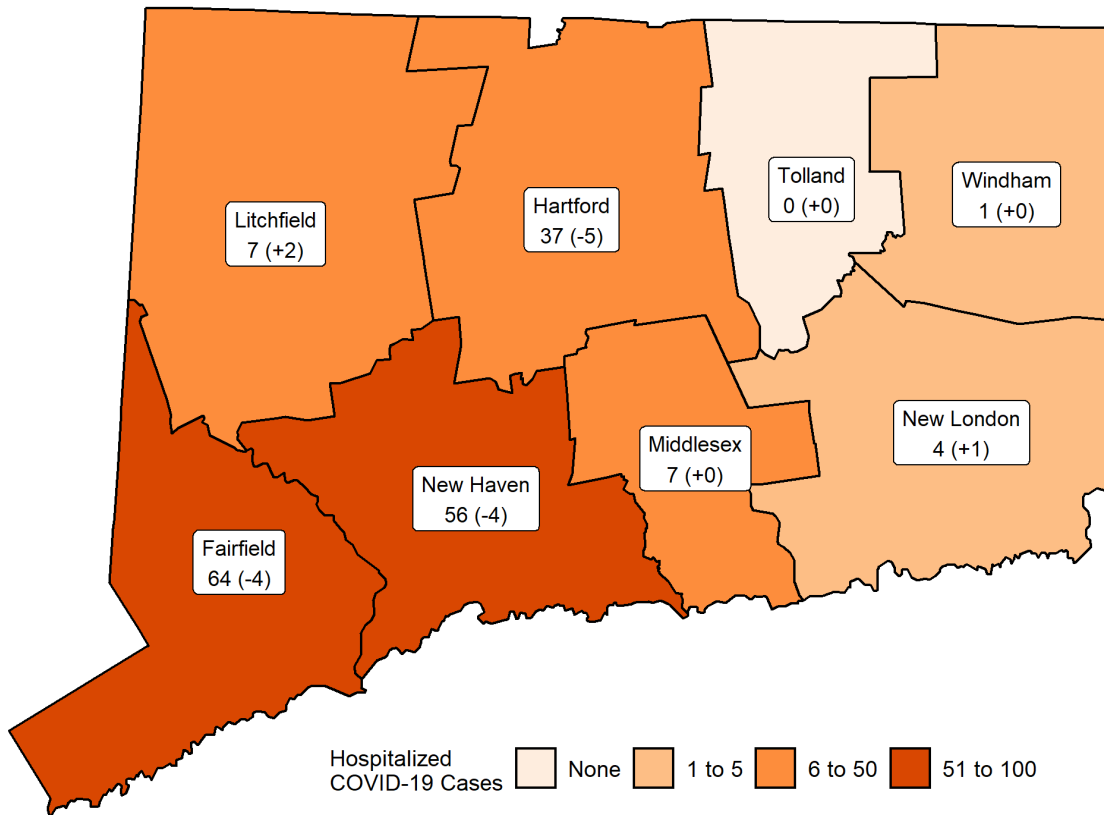 Tolland
0 (+0)
Windham
1 (+0)
Litchfield
7 (+2)
Hartford
37 (-5)
New London
4 (+1)
Middlesex
7 (+0)
New Haven
56 (-4)
Fairfield
64 (-4)
Hospitalized
COVID-19 Cases
None
1 to 5
6 to 50
51 to 100